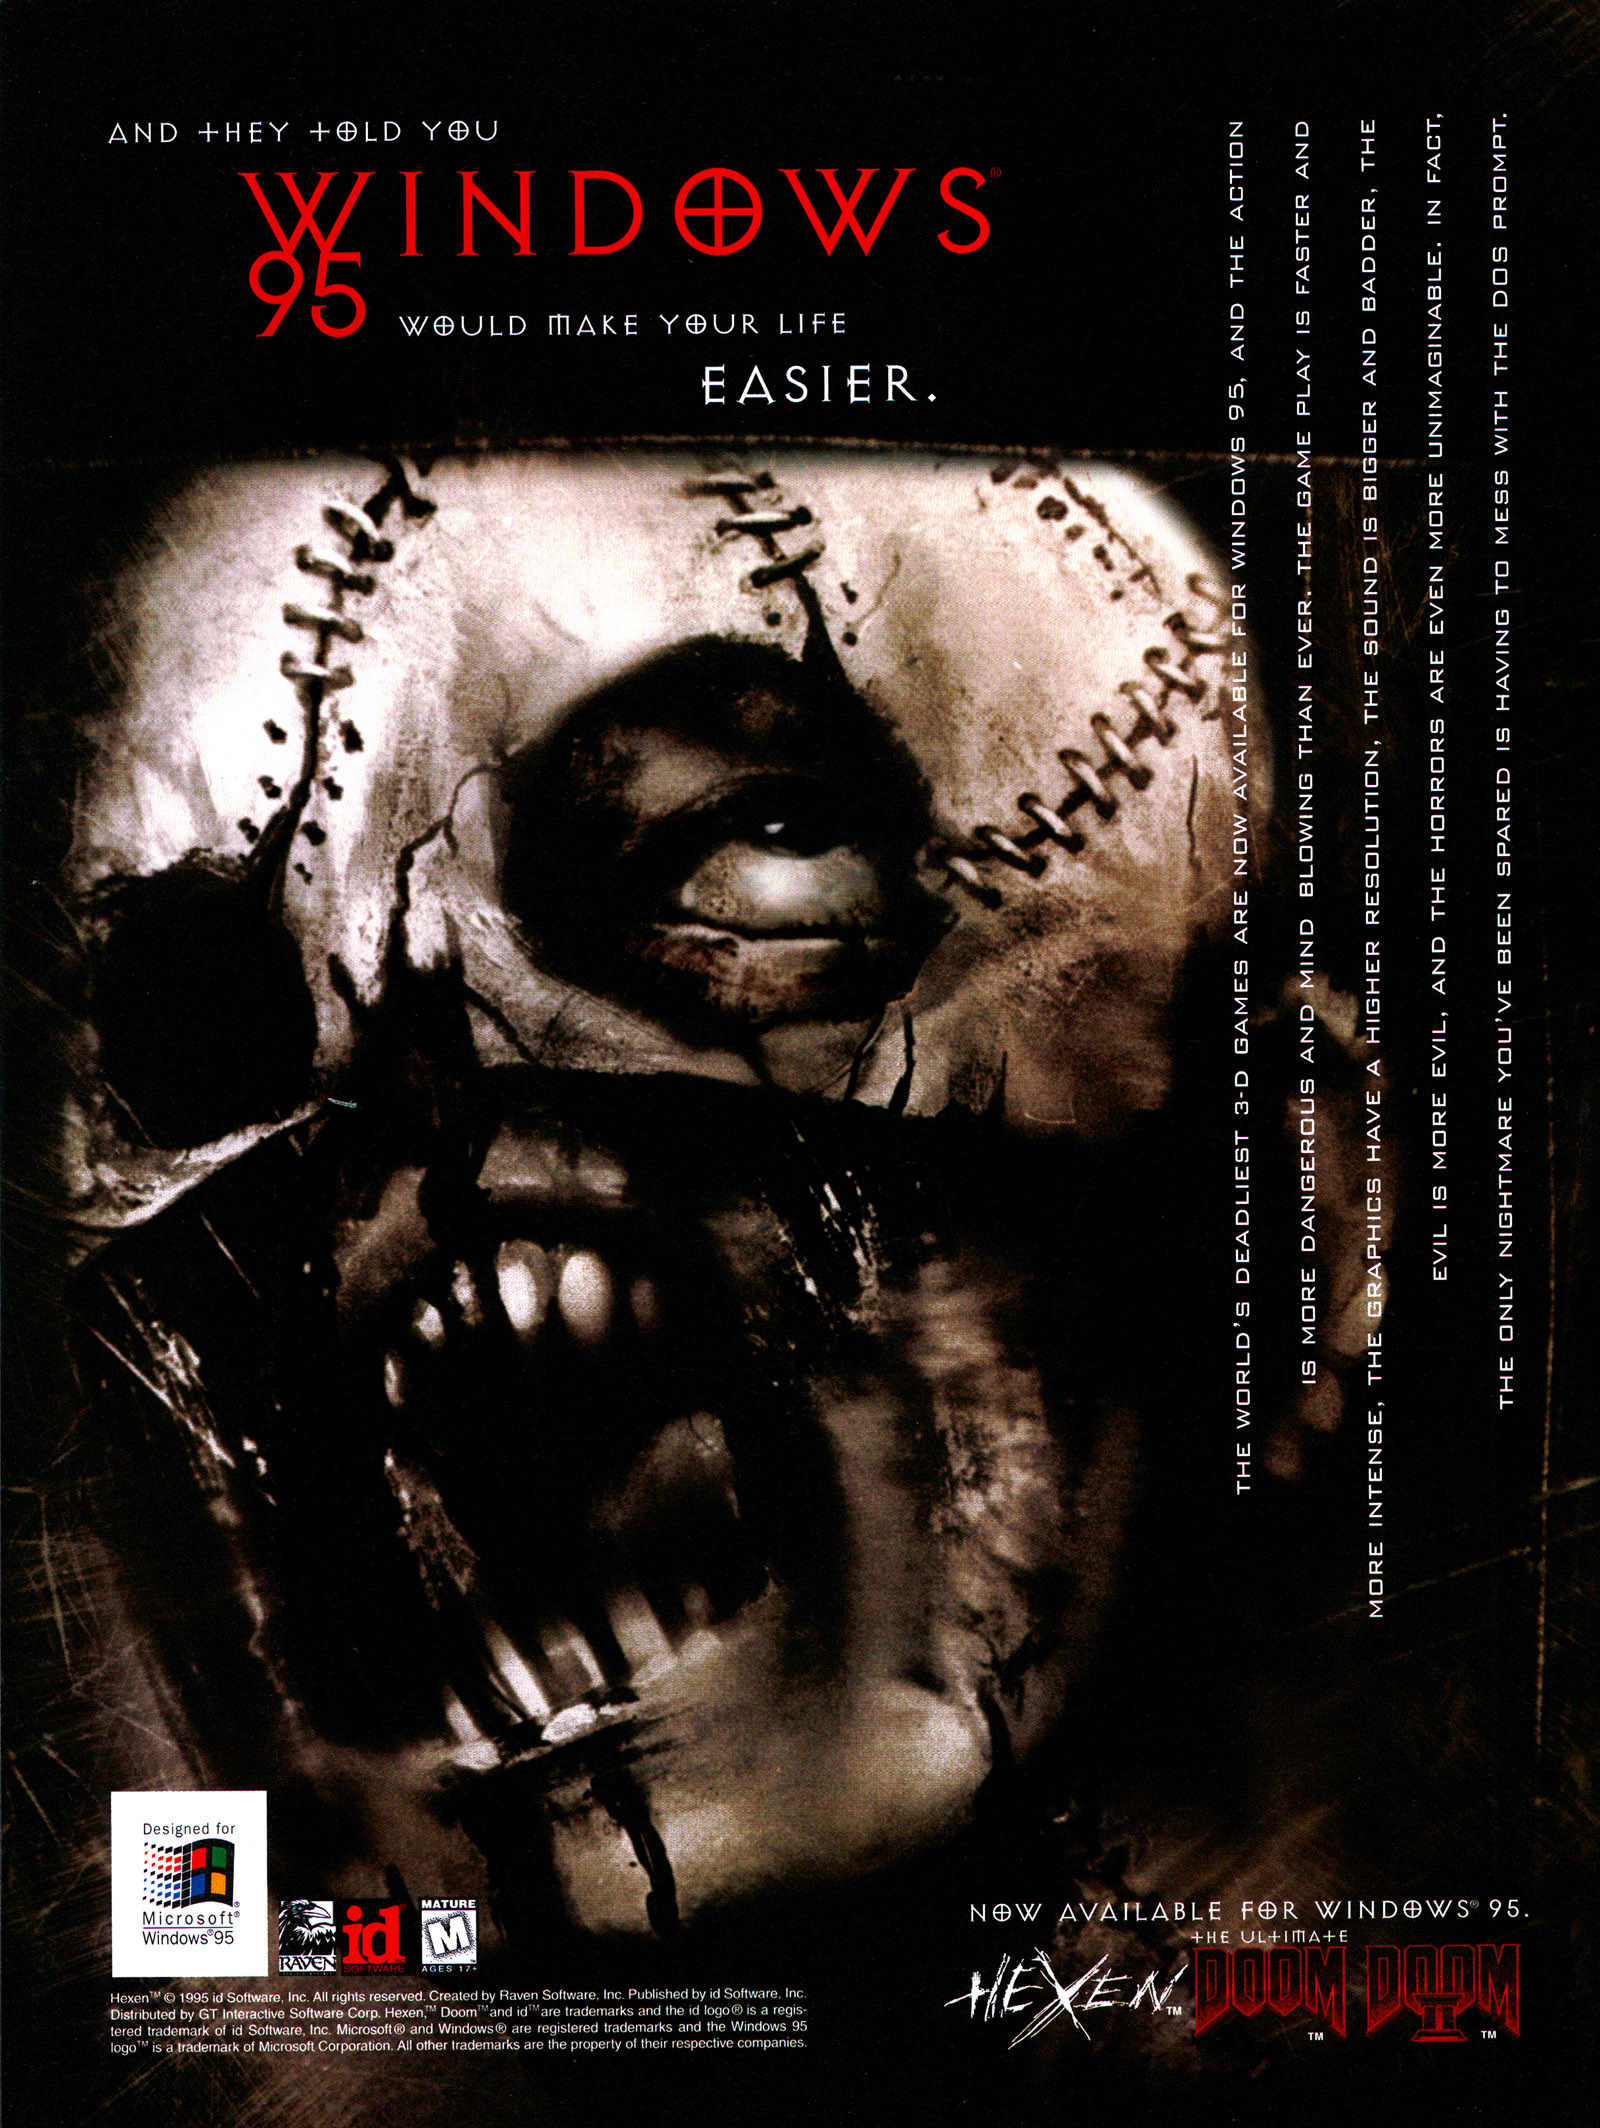 AND THEY TOLD YOU
WINDOWS®
95
WOULD MAKE YOUR LIFE
EASIER.
THE WORLD'S DEADLIEST 3-D GAMES ARE NOW AVAILABLE FOR WINDOWS 95, AND THE ACTION
IS MORE DANGEROUS AND MIND BLOWING THAN EVER. THE GAME PLAY IS FASTER AND
MORE INTENSE, THE GRAPHICS HAVE A HIGHER RESOLUTION, THE SOUND IS BIGGER AND BADDER, THE
EVIL IS MORE EVIL, AND THE HORRORS ARE EVEN MORE UNIMAGINABLE. IN FACT,
THE ONLY NIGHTMARE YOU'VE BEEN SPARED IS HAVING TO MESS WITH THE DOS PROMPT.
Designed for
Microsoft®
Windows®95
RAVEN
id
SOFTWARE
MATURE
M
AGES 17+
NOW AVAILABLE FOR WINDOWS® 95.
THE ULTIMATE
HEXEN™ DOOM™ DOOM II™
Hexen™ © 1995 id Software, Inc. All rights reserved. Created by Raven Software, Inc. Published by id Software, Inc.
Distributed by GT Interactive Software Corp. Hexen,™ Doom™ and id™ are trademarks and the id logo® is a regis-
tered trademark of id Software, Inc. Microsoft® and Windows® are registered trademarks and the Windows 95
logo™ is a trademark of Microsoft Corporation. All other trademarks are the property of their respective companies.